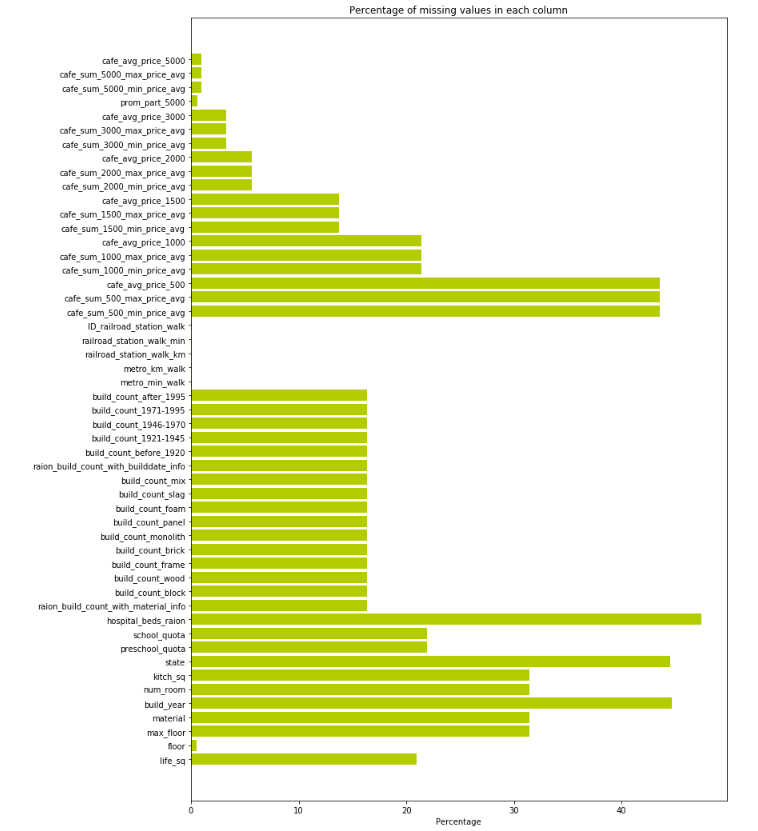 Percentage of missing values in each column
cafe_avg_price_5000
cafe_sum_5000_max_price_avg
cafe_sum_5000_min_price_avg
prom_part_5000
cafe_avg_price_3000
cafe_sum_3000_max_price_avg
cafe_sum_3000_min_price_avg
cafe_avg_price_2000
cafe_sum_2000_max_price_avg
cafe_sum_2000_min_price_avg
cafe_avg_price_1500
cafe_sum_1500_max_price_avg
cafe_sum_1500_min_price_avg
cafe_avg_price_1000
cafe_sum_1000_max_price_avg
cafe_sum_1000_min_price_avg
cafe_avg_price_500
cafe_sum_500_max_price_avg
cafe_sum_500_min_price_avg
ID_railroad_station_walk
railroad_station_walk_min
railroad_station_walk_km
metro_km_walk
metro_min_walk
build_count_after_1995
build_count_1971-1995
build_count_1946-1970
build_count_1921-1945
build_count_before_1920
raion_build_count_with_builddate_info
build_count_mix
build_count_slag
build_count_foam
build_count_panel
build_count_monolith
build_count_brick
build_count_frame
build_count_wood
build_count_block
raion_build_count_with_material_info
hospital_beds_raion
school_quota
preschool_quota
state
kitch_sq
num_room
build_year
material
max_floor
floor
life_sq
0 10 20 30 40
Percentage